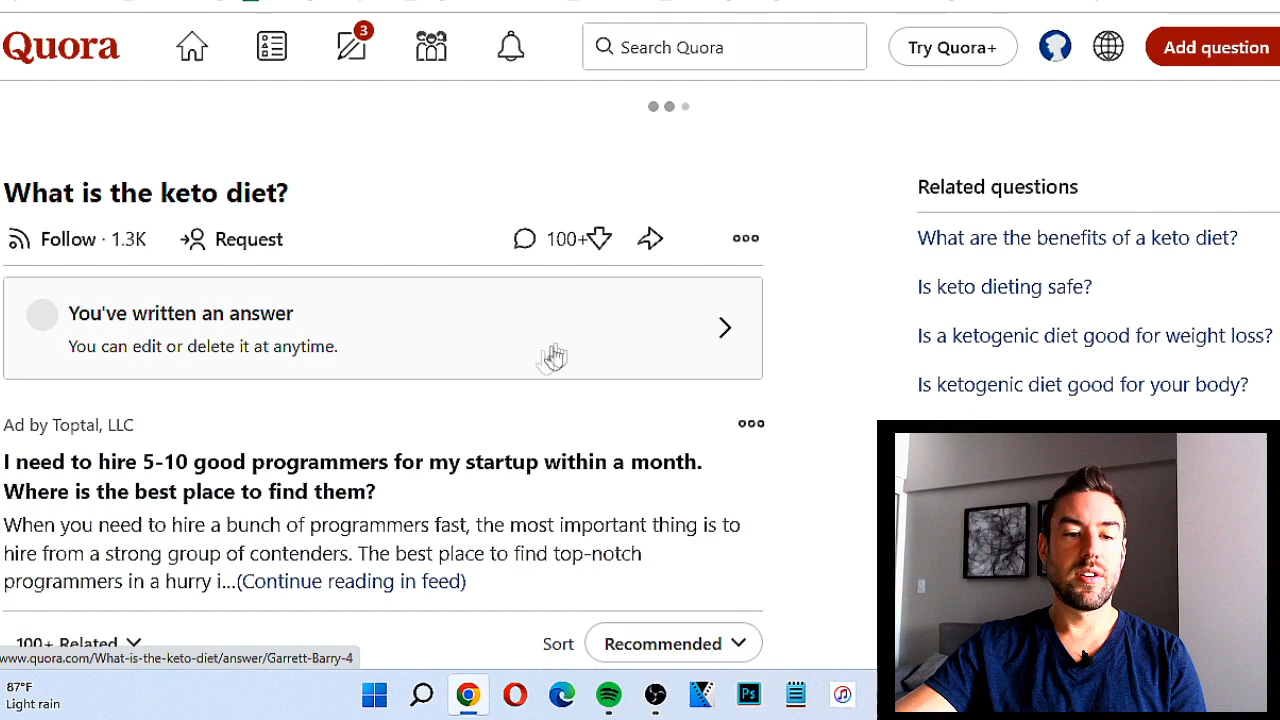 Quora
3
Search Quora
Try Quora+
Add question
What is the keto diet?
Follow · 1.3K
Request
100+
You've written an answer
You can edit or delete it at anytime.
Ad by Toptal, LLC
I need to hire 5-10 good programmers for my startup within a month.
Where is the best place to find them?
When you need to hire a bunch of programmers fast, the most important thing is to
hire from a strong group of contenders. The best place to find top-notch
programmers in a hurry i...(Continue reading in feed)
100+ Related
Sort
Recommended
Related questions
What are the benefits of a keto diet?
Is keto dieting safe?
Is a ketogenic diet good for weight loss?
Is ketogenic diet good for your body?
www.quora.com/What-is-the-keto-diet/answer/Garrett-Barry-4
87°F
Light rain
Ps